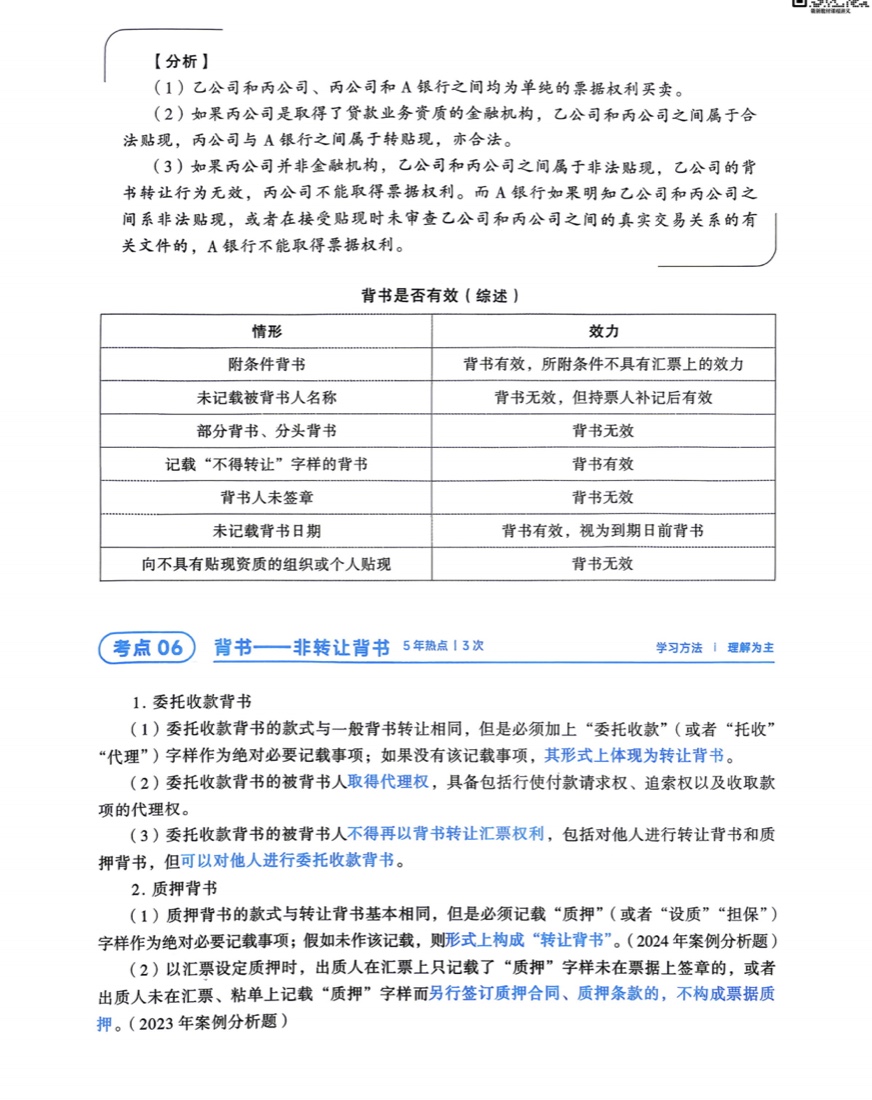 【分析】
（1）乙公司和丙公司、丙公司和 A 银行之间均为单纯的票据权利买卖。
（2）如果丙公司是取得了贷款业务资质的金融机构，乙公司和丙公司之间属于合
法贴现，丙公司与 A 银行之间属于转贴现，亦合法。
（3）如果丙公司并非金融机构，乙公司和丙公司之间属于非法贴现，乙公司的背
书转让行为无效，丙公司不能取得票据权利。而 A 银行如果明知乙公司和丙公司之
间系非法贴现，或者在接受贴现时未审查乙公司和丙公司之间的真实交易关系的有
关文件的，A 银行不能取得票据权利。
背书是否有效（综述）
情形 效力
附条件背书 背书有效，所附条件不具有汇票上的效力
未记载被背书人名称 背书无效，但持票人补记后有效
部分背书、分头背书 背书无效
记载“不得转让”字样的背书 背书有效
背书人未签章 背书无效
未记载背书日期 背书有效，视为到期日前背书
向不具有贴现资质的组织或个人贴现 背书无效
考点 06 背书——非转让背书 5 年热点 | 3 次 学习方法 | 理解为主
1. 委托收款背书
（1）委托收款背书的款式与一般背书转让相同，但是必须加上“委托收款”（或者“托收”
“代理”）字样作为绝对必要记载事项；如果没有该记载事项，其形式上体现为转让背书。
（2）委托收款背书的被背书人取得代理权，具备包括行使付款请求权、追索权以及收取款
项的代理权。
（3）委托收款背书的被背书人不得再以背书转让汇票权利，包括对他人进行转让背书和质
押背书，但可以对他人进行委托收款背书。
2. 质押背书
（1）质押背书的款式与转让背书基本相同，但是必须记载“质押”（或者“设质”“担保”）
字样作为绝对必要记载事项；假如未作该记载，则形式上构成“转让背书”。（2024 年案例分析题）
（2）以汇票设定质押时，出质人在汇票上只记载了“质押”字样未在票据上签章的，或者
出质人未在汇票、粘单上记载“质押”字样而另行签订质押合同、质押条款的，不构成票据质
押。（2023 年案例分析题）